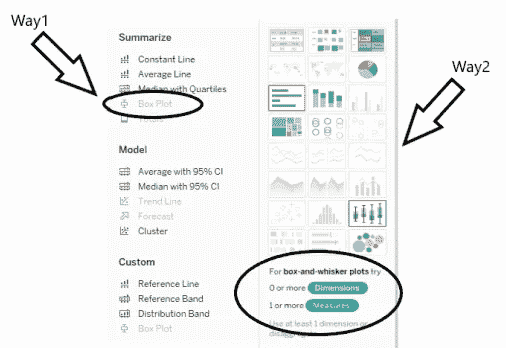 Way1
Way2
Summarize
Constant Line
Average Line
Median with Quartiles
Box Plot
Totals
Model
Average with 95% CI
Median with 95% CI
Trend Line
Forecast
Cluster
Custom
Reference Line
Reference Band
Distribution Band
Box Plot
For box-and-whisker plots try
0 or more Dimensions
1 or more Measures
Use at least 1 dimension or